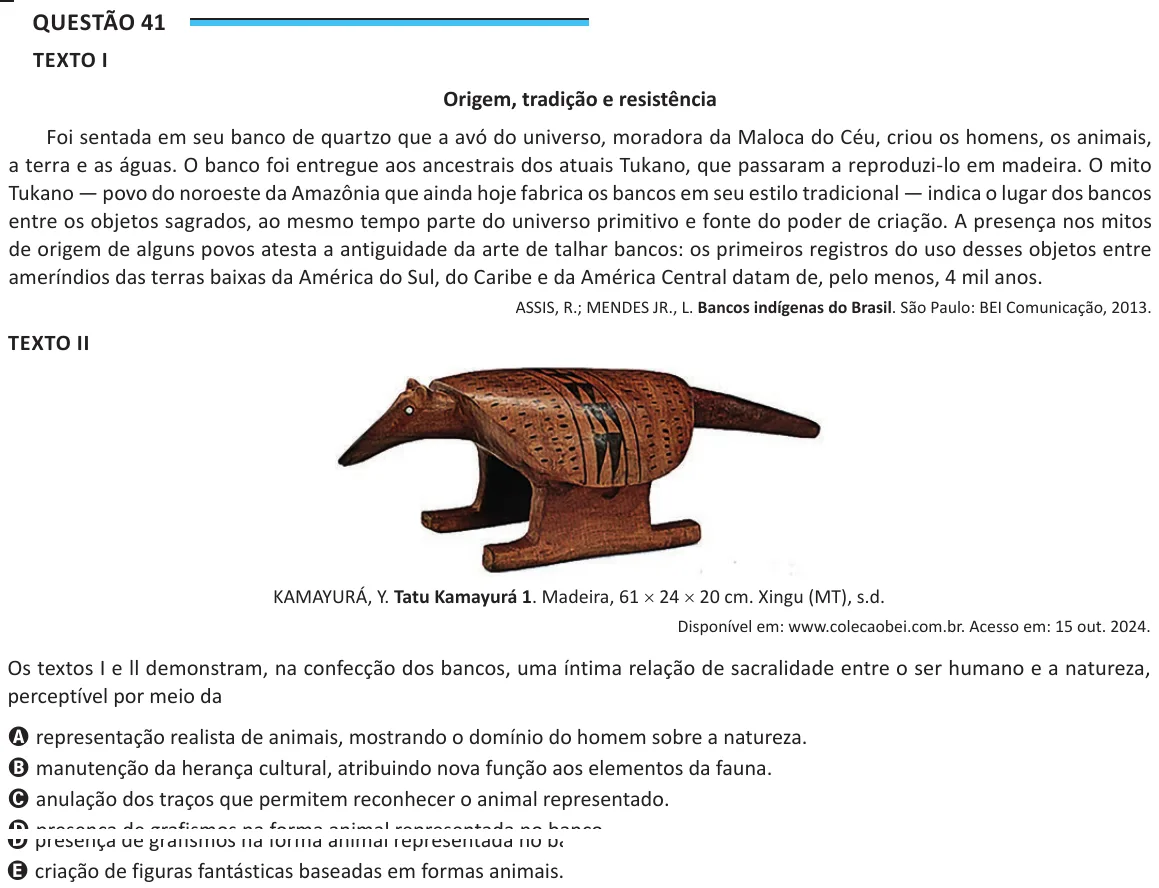 QUESTÃO 41
TEXTO I
Origem, tradição e resistência
Foi sentada em seu banco de quartzo que a avó do universo, moradora da Maloca do Céu, criou os homens, os animais,
a terra e as águas. O banco foi entregue aos ancestrais dos atuais Tukano, que passaram a reproduzi-lo em madeira. O mito
Tukano — povo do noroeste da Amazônia que ainda hoje fabrica os bancos em seu estilo tradicional — indica o lugar dos bancos
entre os objetos sagrados, ao mesmo tempo parte do universo primitivo e fonte do poder de criação. A presença nos mitos
de origem de alguns povos atesta a antiguidade da arte de talhar bancos: os primeiros registros do uso desses objetos entre
ameríndios das terras baixas da América do Sul, do Caribe e da América Central datam de, pelo menos, 4 mil anos.
ASSIS, R.; MENDES JR., L. Bancos indígenas do Brasil. São Paulo: BEI Comunicação, 2013.
TEXTO II
KAMAYURÁ, Y. Tatu Kamayurá 1. Madeira, 61 × 24 × 20 cm. Xingu (MT), s.d.
Disponível em: www.colecaobei.com.br. Acesso em: 15 out. 2024.
Os textos I e ll demonstram, na confecção dos bancos, uma íntima relação de sacralidade entre o ser humano e a natureza,
perceptível por meio da
A representação realista de animais, mostrando o domínio do homem sobre a natureza.
B manutenção da herança cultural, atribuindo nova função aos elementos da fauna.
C anulação dos traços que permitem reconhecer o animal representado.
D presença de grafismos na forma animal representada no banco
E criação de figuras fantásticas baseadas em formas animais.